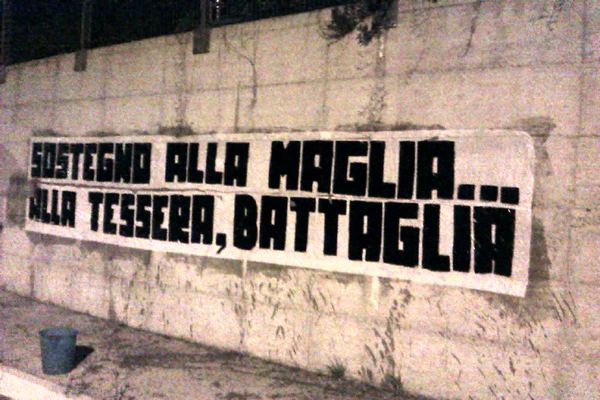 SOSTEGNO ALLA MAGLIA...
ALLA TESSERA, BATTAGLIA